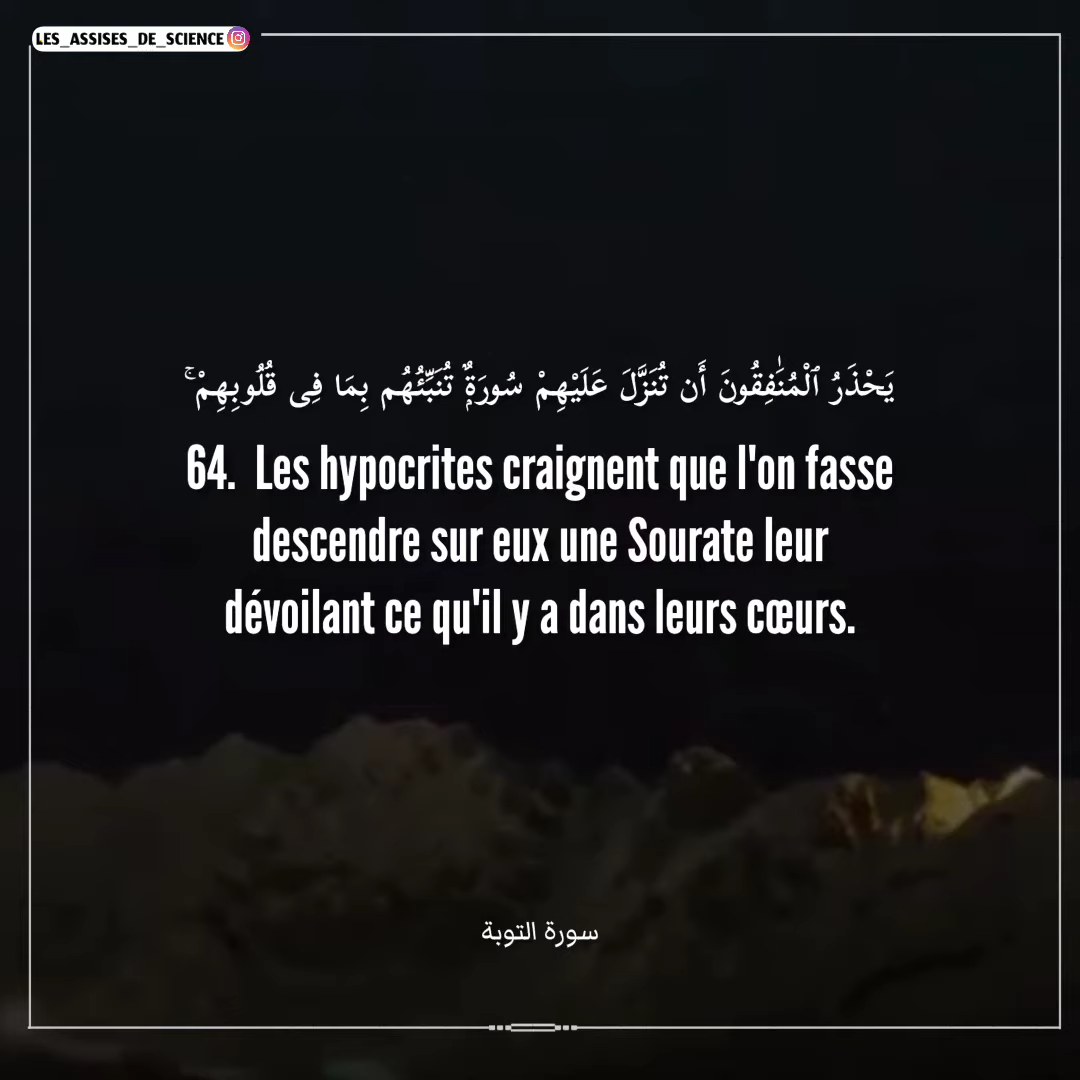 LES_ASSISES_DE_SCIENCE
يَحْذَرُ ٱلْمُنَـٰفِقُونَ أَن تُنَزَّلَ عَلَيْهِمْ سُورَةٌۭ تُنَبِّئُهُم بِمَا فِى قُلُوبِهِمْ ۚ
64. Les hypocrites craignent que l'on fasse
descendre sur eux une Sourate leur
dévoilant ce qu'il y a dans leurs cœurs.
سورة التوبة